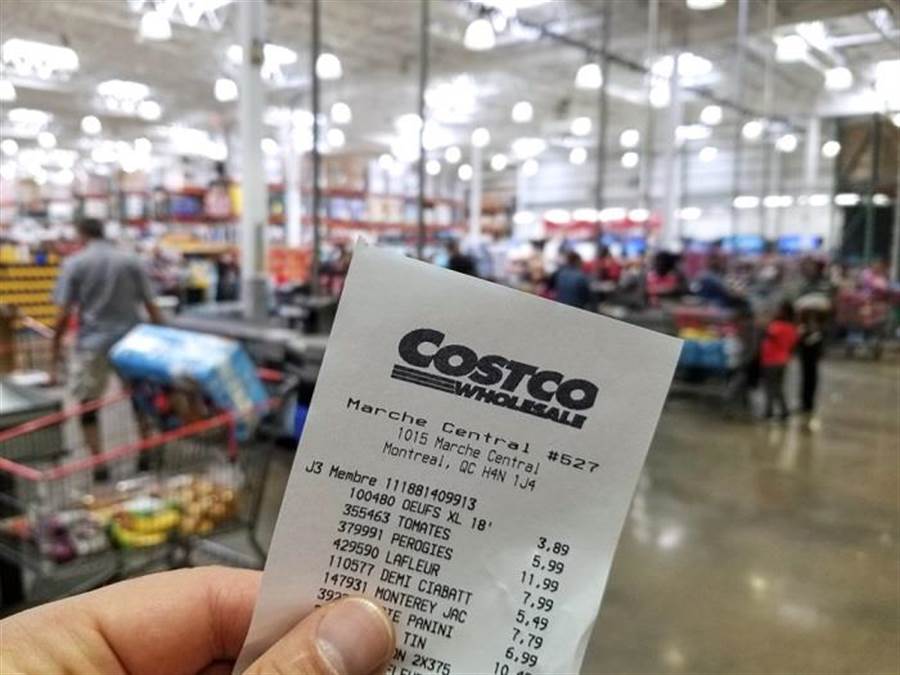 COSTCO
WHOLESALE
Marche Central #527
1015 Marche Central
Montreal, QC H4N 1J4
J3 Membre 111881409913
100480 OEUFS XL 18' 3,89
355463 TOMATES 5,99
379991 PEROGIES 11,99
429590 LAFLEUR 7,99
110577 DEMI CIABATT 5,49
147931 MONTEREY JAC 7,79
PANINI 6,99
TIN
2X375